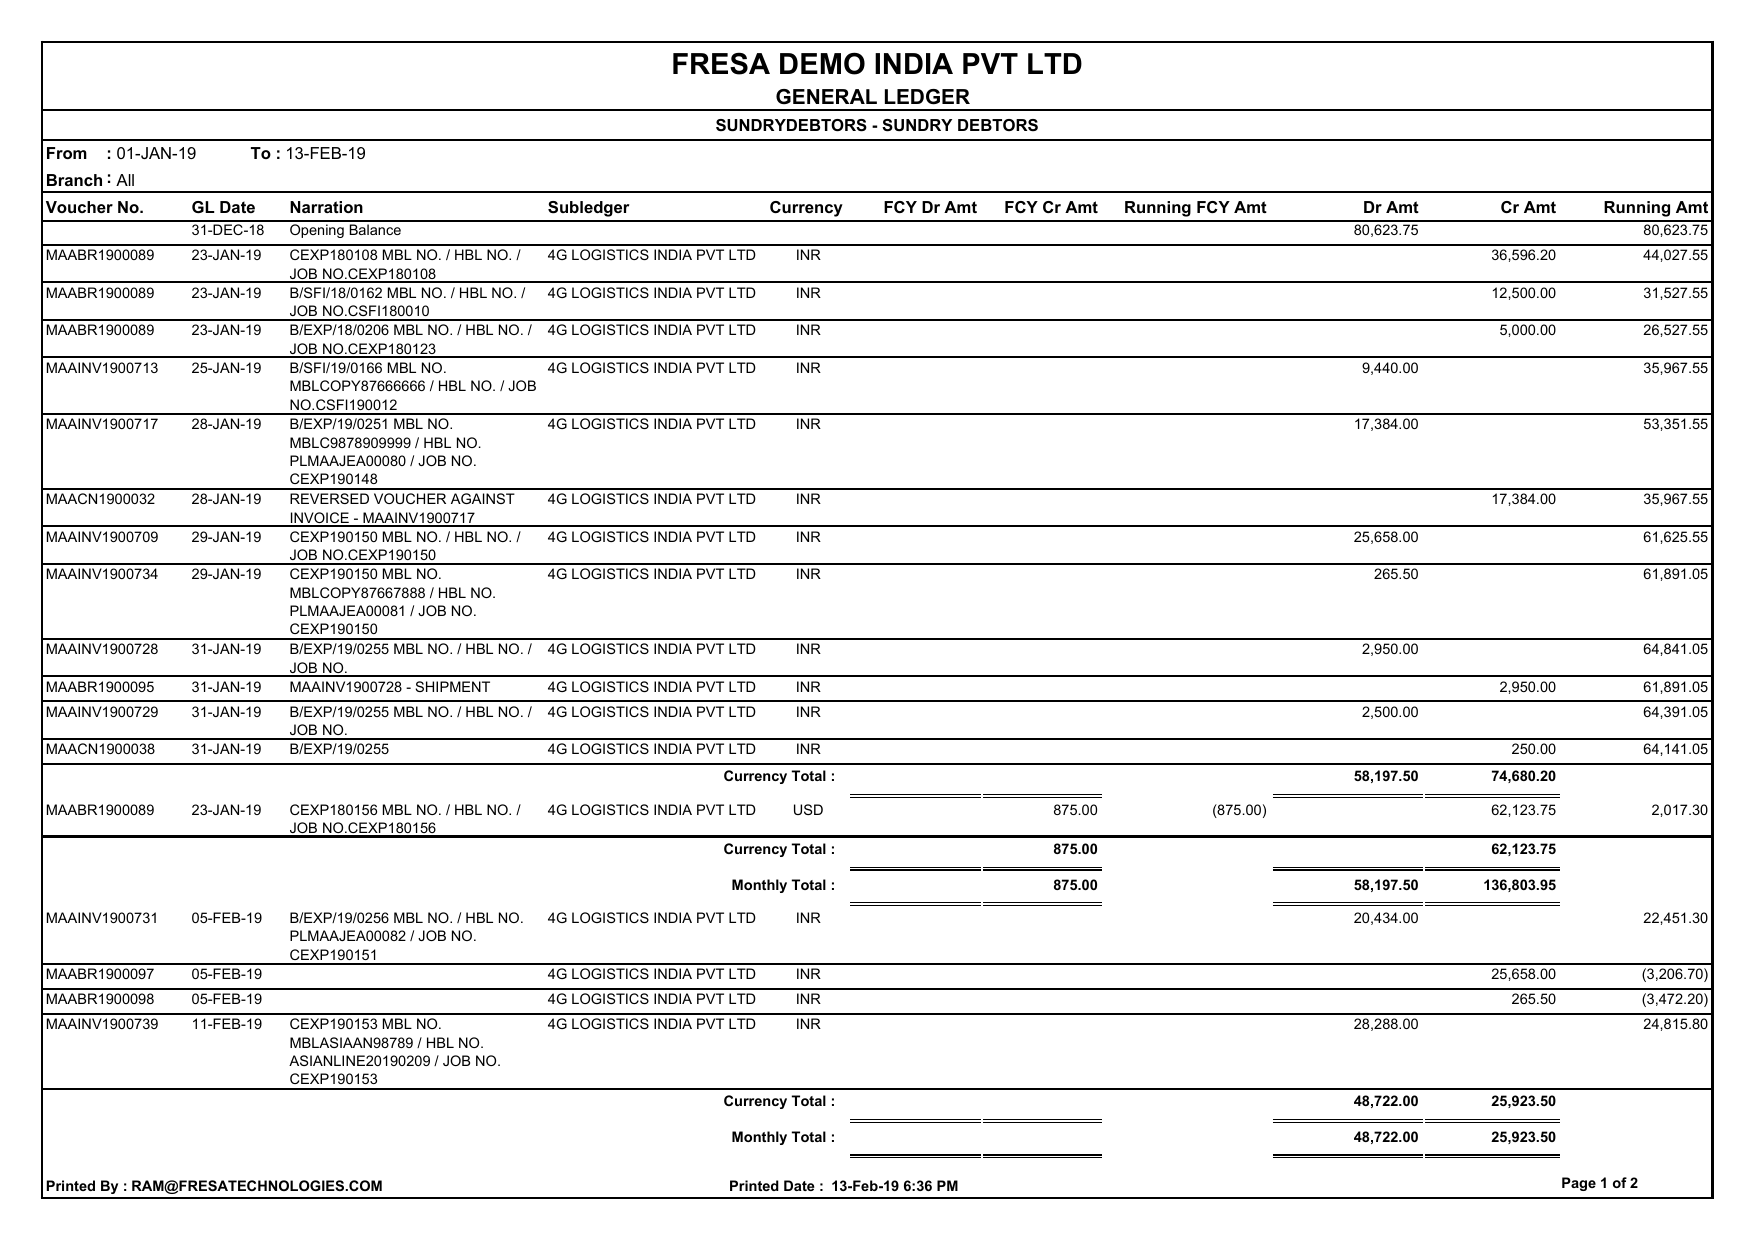 FRESA DEMO INDIA PVT LTD
GENERAL LEDGER
SUNDRYDEBTORS - SUNDRY DEBTORS
From : 01-JAN-19 To : 13-FEB-19
Branch : All
Voucher No. GL Date Narration Subledger Currency FCY Dr Amt FCY Cr Amt Running FCY Amt Dr Amt Cr Amt Running Amt
31-DEC-18 Opening Balance 80,623.75 80,623.75
MAABR1900089 23-JAN-19 CEXP180108 MBL NO. / HBL NO. / 4G LOGISTICS INDIA PVT LTD INR 36,596.20 44,027.55
JOB NO.CEXP180108
MAABR1900089 23-JAN-19 B/SFI/18/0162 MBL NO. / HBL NO. / 4G LOGISTICS INDIA PVT LTD INR 12,500.00 31,527.55
JOB NO.CSFI180010
MAABR1900089 23-JAN-19 B/EXP/18/0206 MBL NO. / HBL NO. / 4G LOGISTICS INDIA PVT LTD INR 5,000.00 26,527.55
JOB NO.CEXP180123
MAAINV1900713 25-JAN-19 B/SFI/19/0166 MBL NO. 4G LOGISTICS INDIA PVT LTD INR 9,440.00 35,967.55
MBLCOPY87666666 / HBL NO. / JOB
NO.CSFI190012
MAAINV1900717 28-JAN-19 B/EXP/19/0251 MBL NO. 4G LOGISTICS INDIA PVT LTD INR 17,384.00 53,351.55
MBLC9878909999 / HBL NO.
PLMAAJEA00080 / JOB NO.
CEXP190148
MAACN1900032 28-JAN-19 REVERSED VOUCHER AGAINST 4G LOGISTICS INDIA PVT LTD INR 17,384.00 35,967.55
INVOICE - MAAINV1900717
MAAINV1900709 29-JAN-19 CEXP190150 MBL NO. / HBL NO. / 4G LOGISTICS INDIA PVT LTD INR 25,658.00 61,625.55
JOB NO.CEXP190150
MAAINV1900734 29-JAN-19 CEXP190150 MBL NO. 4G LOGISTICS INDIA PVT LTD INR 265.50 61,891.05
MBLCOPY87667888 / HBL NO.
PLMAAJEA00081 / JOB NO.
CEXP190150
MAAINV1900728 31-JAN-19 B/EXP/19/0255 MBL NO. / HBL NO. / 4G LOGISTICS INDIA PVT LTD INR 2,950.00 64,841.05
JOB NO.
MAABR1900095 31-JAN-19 MAAINV1900728 - SHIPMENT 4G LOGISTICS INDIA PVT LTD INR 2,950.00 61,891.05
MAAINV1900729 31-JAN-19 B/EXP/19/0255 MBL NO. / HBL NO. / 4G LOGISTICS INDIA PVT LTD INR 2,500.00 64,391.05
JOB NO.
MAACN1900038 31-JAN-19 B/EXP/19/0255 4G LOGISTICS INDIA PVT LTD INR 250.00 64,141.05
Currency Total : 58,197.50 74,680.20
MAABR1900089 23-JAN-19 CEXP180156 MBL NO. / HBL NO. / 4G LOGISTICS INDIA PVT LTD USD 875.00 (875.00) 62,123.75 2,017.30
JOB NO.CEXP180156
Currency Total : 875.00 62,123.75
Monthly Total : 875.00 58,197.50 136,803.95
MAAINV1900731 05-FEB-19 B/EXP/19/0256 MBL NO. / HBL NO. 4G LOGISTICS INDIA PVT LTD INR 20,434.00 22,451.30
PLMAAJEA00082 / JOB NO.
CEXP190151
MAABR1900097 05-FEB-19 4G LOGISTICS INDIA PVT LTD INR 25,658.00 (3,206.70)
MAABR1900098 05-FEB-19 4G LOGISTICS INDIA PVT LTD INR 265.50 (3,472.20)
MAAINV1900739 11-FEB-19 CEXP190153 MBL NO. 4G LOGISTICS INDIA PVT LTD INR 28,288.00 24,815.80
MBLASIAAN98789 / HBL NO.
ASIANLINE20190209 / JOB NO.
CEXP190153
Currency Total : 48,722.00 25,923.50
Monthly Total : 48,722.00 25,923.50
Printed By : RAM@FRESATECHNOLOGIES.COM Printed Date : 13-Feb-19 6:36 PM Page 1 of 2